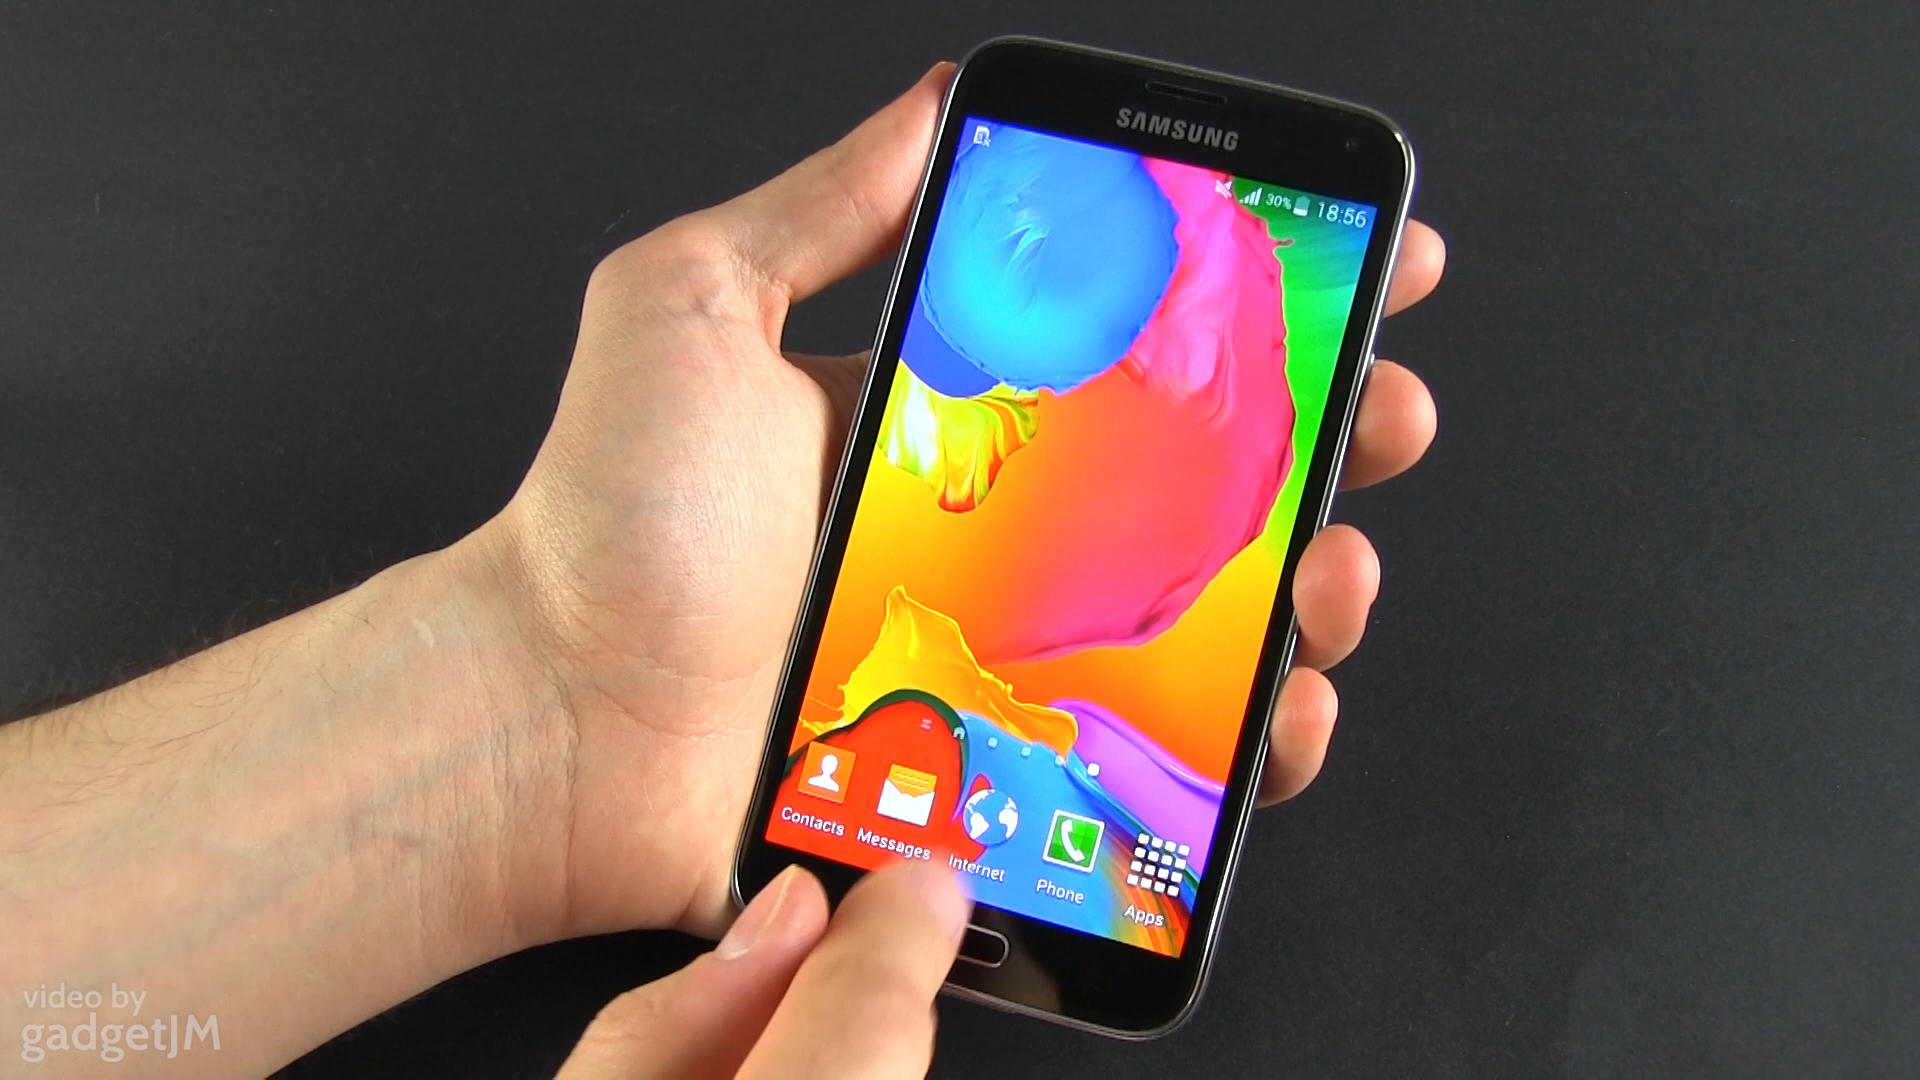 SAMSUNG
30% 18:56
Contacts
Messages
Internet
Phone
Apps
video by
gadgetJM